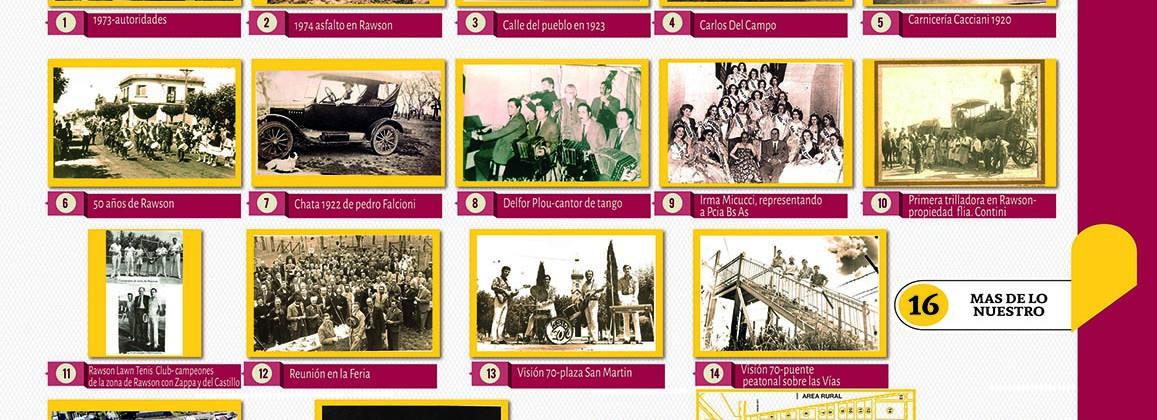 1 1973-autoridades
2 1974 asfalto en Rawson
3 Calle del pueblo en 1923
4 Carlos Del Campo
5 Carnicería Cacciani 1920
6 50 años de Rawson
7 Chata 1922 de pedro Falcioni
8 Delfor Plou-cantor de tango
9 Irma Micucci, representando
a Pcia Bs As
10 Primera trilladora en Rawson-
propiedad flia. Contini
11 Rawson Lawn Tenis Club-campeones
de la zona de Rawson con Zappa y del Castillo
12 Reunión en la Feria
13 Visión 70-plaza San Martin
14 Visión 70-puente
peatonal sobre las Vías
16 MAS DE LO
NUESTRO
AREA RURAL